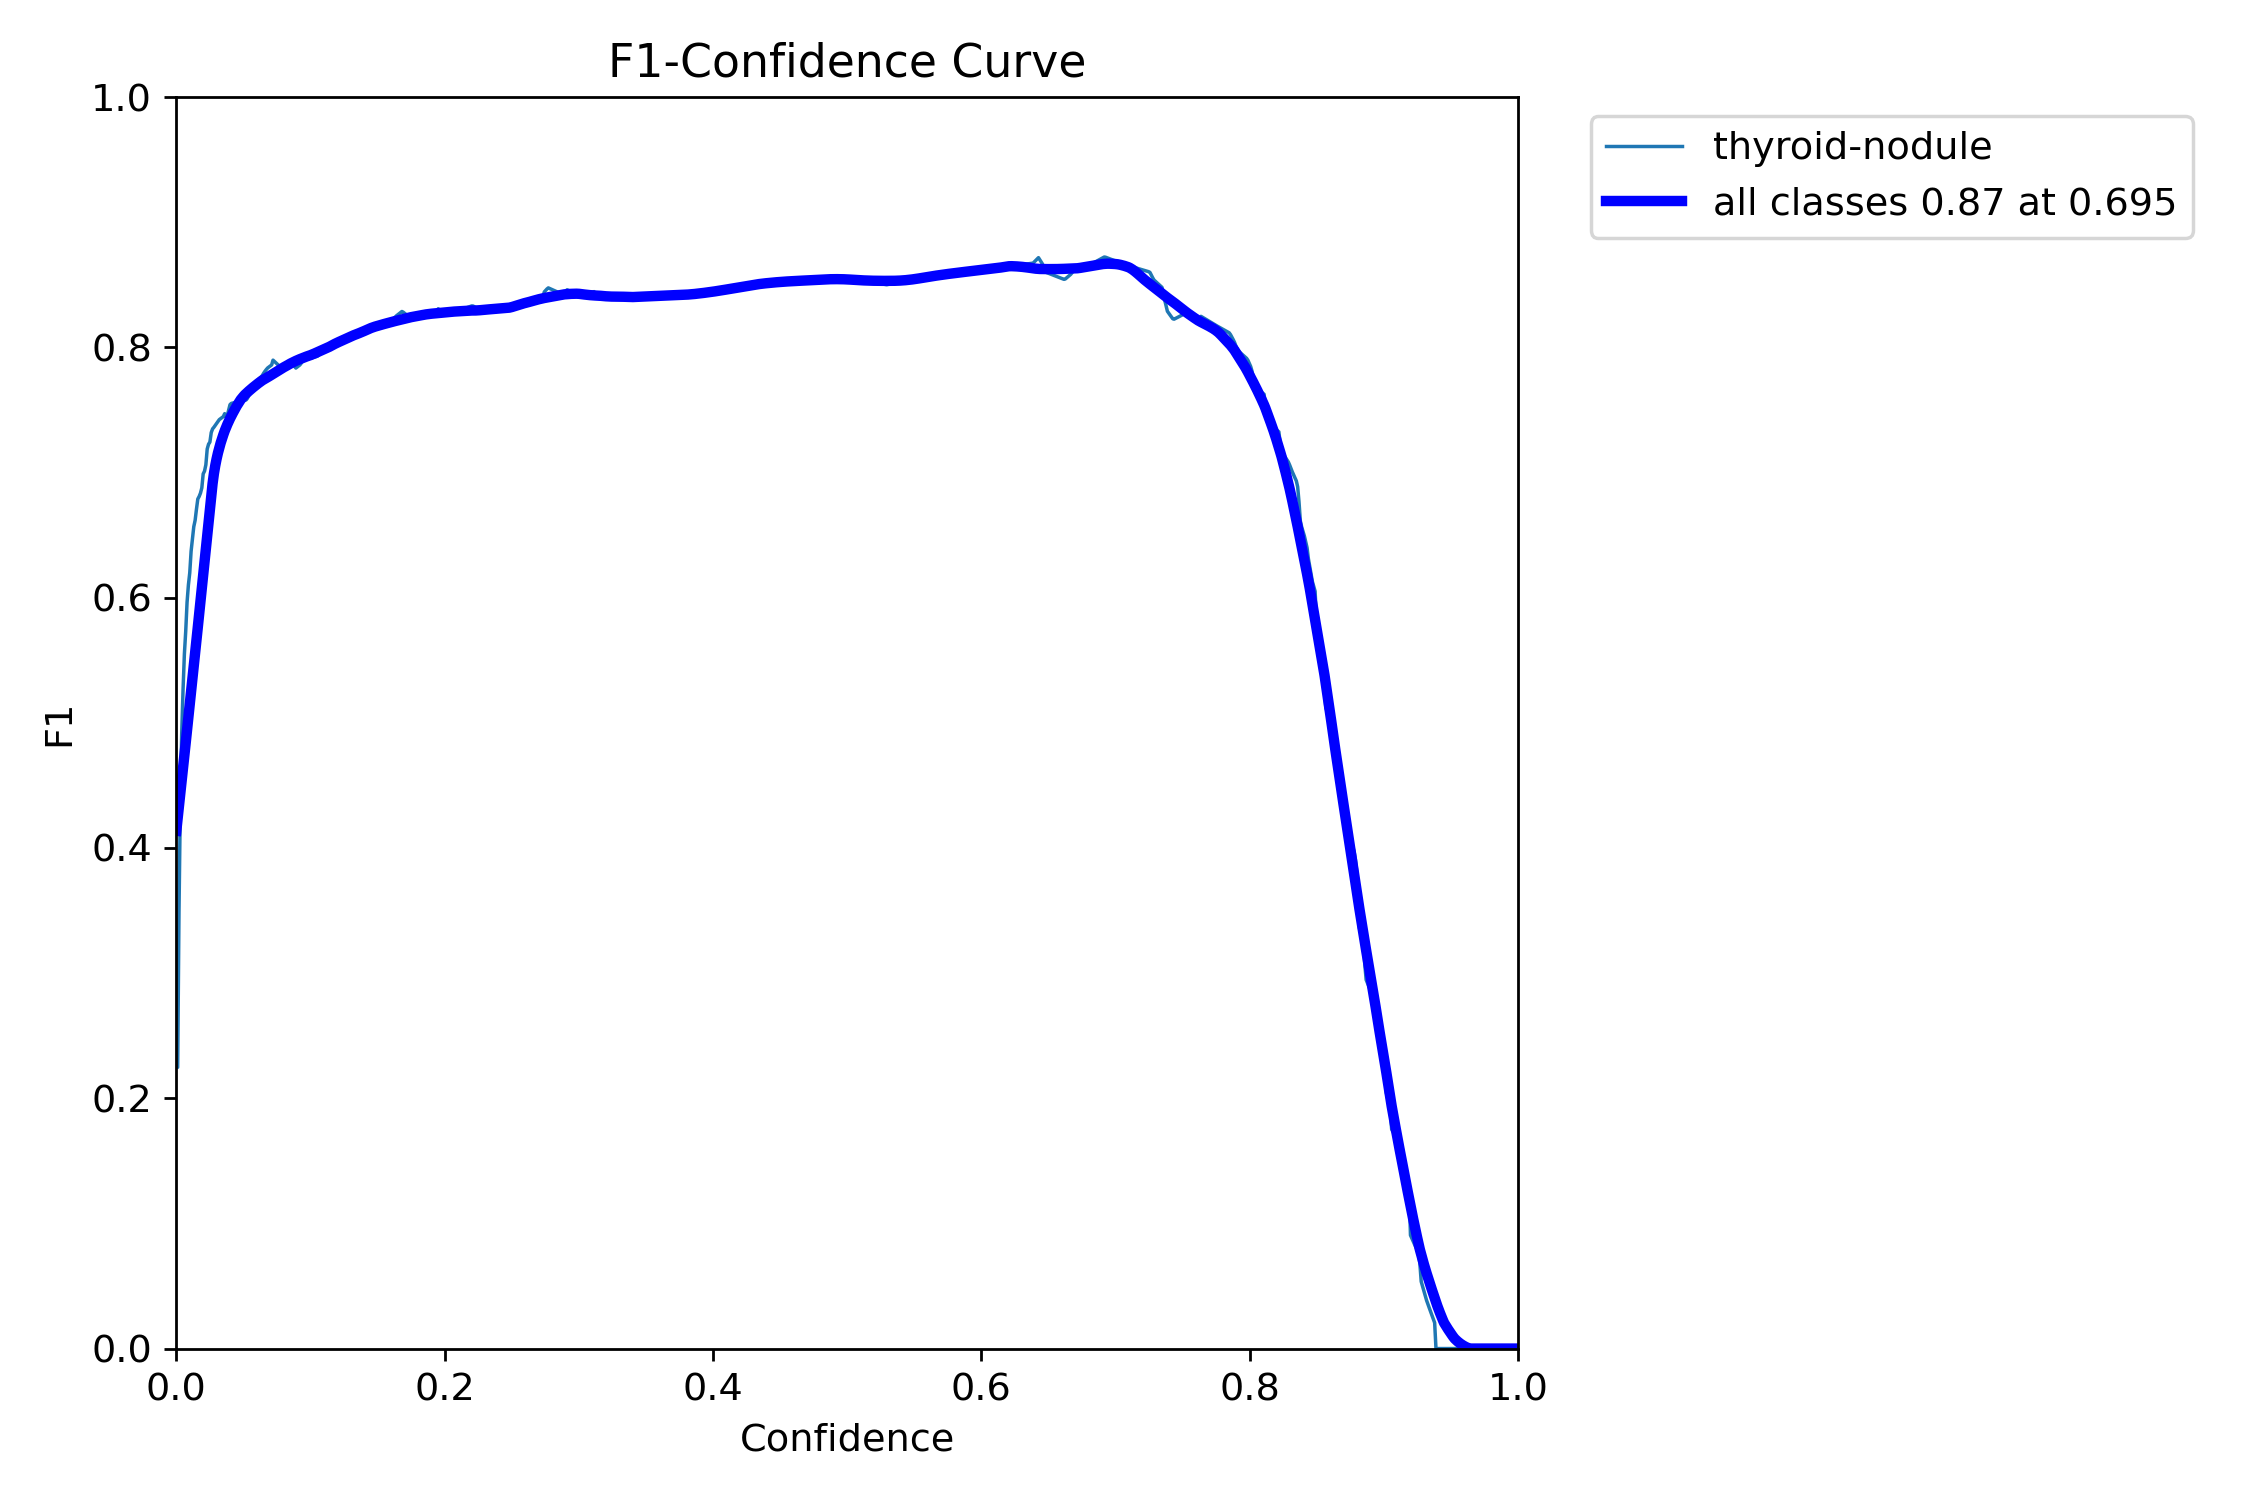 F1-Confidence Curve
1.0
0.8
0.6
0.4
0.2
0.0
F1
0.0 0.2 0.4 0.6 0.8 1.0
Confidence
thyroid-nodule
all classes 0.87 at 0.695